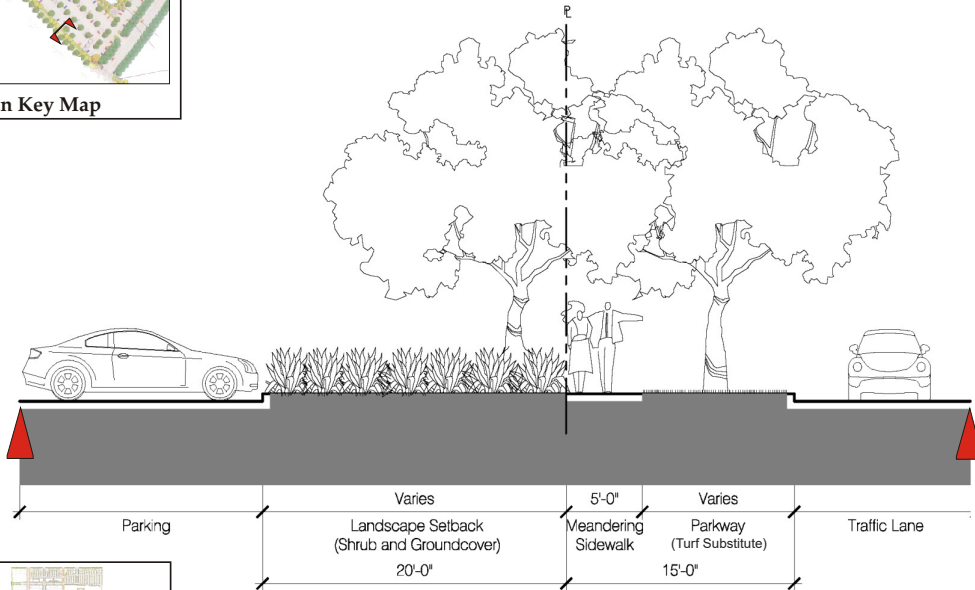 ℄
n Key Map
Varies
5'-0"
Varies
Parking
Landscape Setback
(Shrub and Groundcover)
Meandering
Sidewalk
Parkway
(Turf Substitute)
Traffic Lane
20'-0"
15'-0"